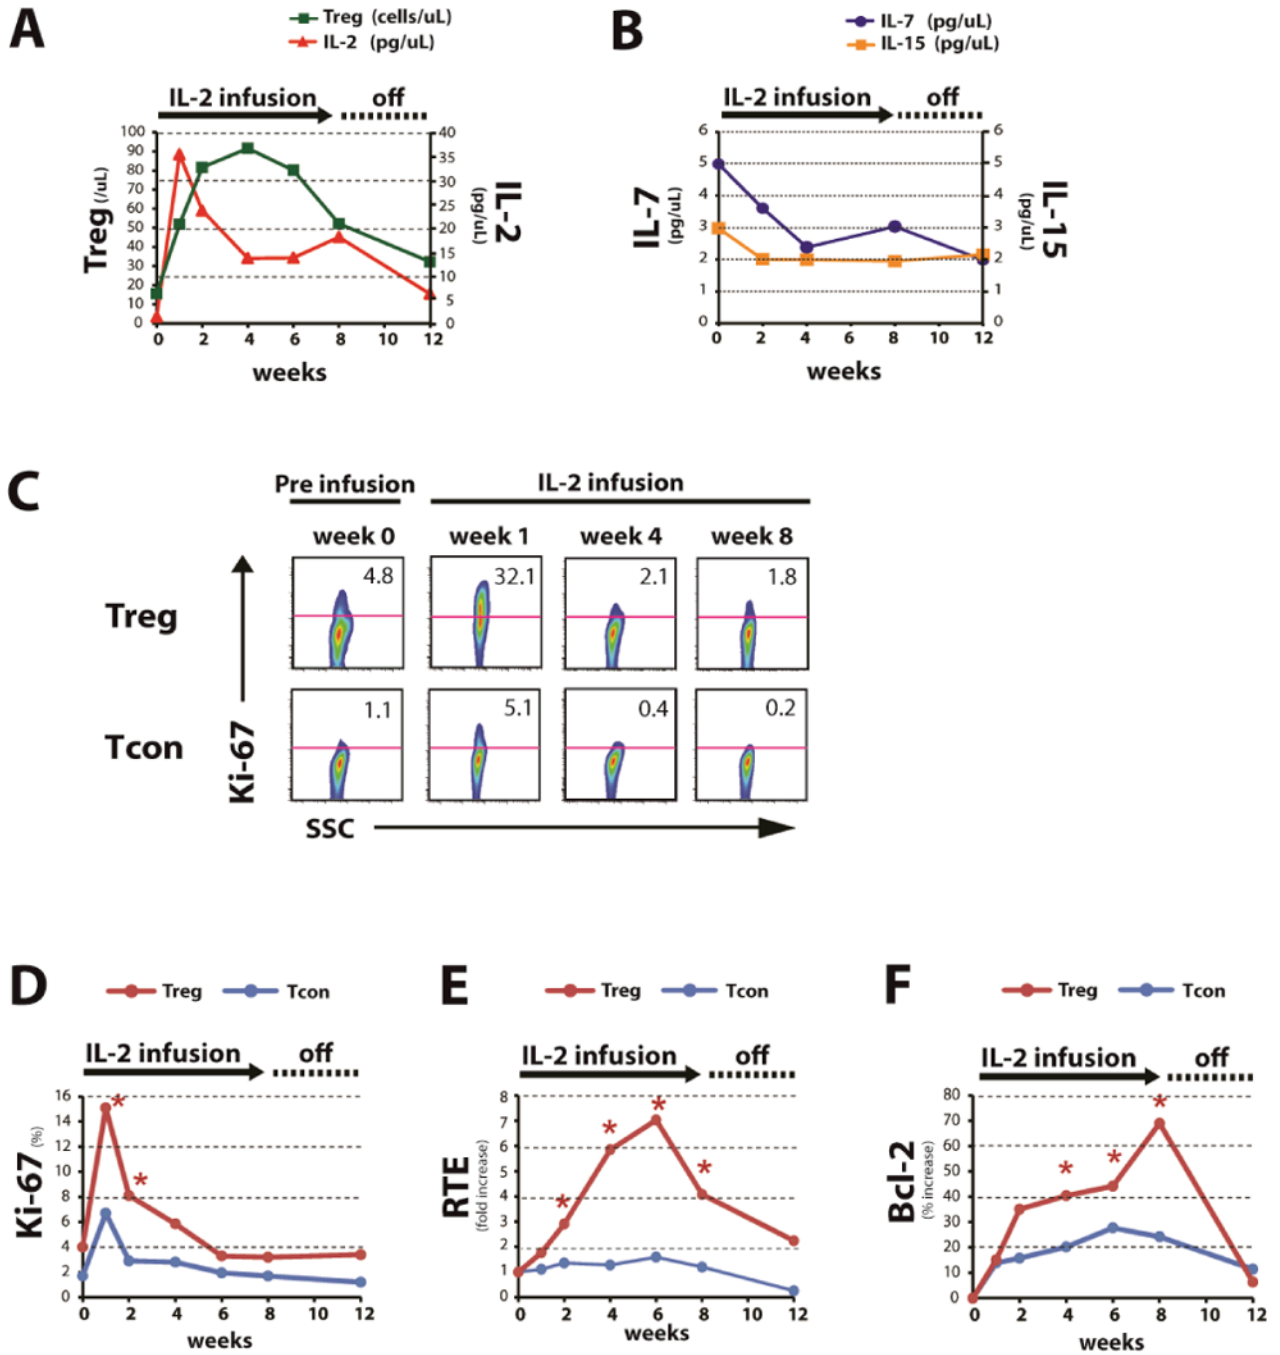 A
Treg (cells/uL)
IL-2 (pg/uL)
IL-2 infusion off
100
90
80
70
60
50
40
30
20
10
0
40
35
30
25
20
15
10
5
0
Treg (/uL)
IL-2 (pg/uL)
0 2 4 6 8 12
weeks
B
IL-7 (pg/uL)
IL-15 (pg/uL)
IL-2 infusion off
6
5
4
3
2
1
0
6
5
4
3
2
1
0
IL-7 (pg/uL)
IL-15 (pg/uL)
0 2 4 6 8 10 12
weeks
C
Pre infusion IL-2 infusion
week 0 week 1 week 4 week 8
Treg
4.8 32.1 2.1 1.8
Tcon
1.1 5.1 0.4 0.2
Ki-67
SSC
D
Treg Tcon
IL-2 infusion off
16
14
12
10
8
6
4
2
0
Ki-67 (%)
* *
0 2 4 6 8 10 12
weeks
E
Treg Tcon
IL-2 infusion off
8
7
6
5
4
3
2
1
0
RTE (fold increase)
* * * *
0 2 4 6 8 10 12
weeks
F
Treg Tcon
IL-2 infusion off
80
70
60
50
40
30
20
10
0
Bcl-2 (% increase)
* * *
0 2 4 6 8 10 12
weeks